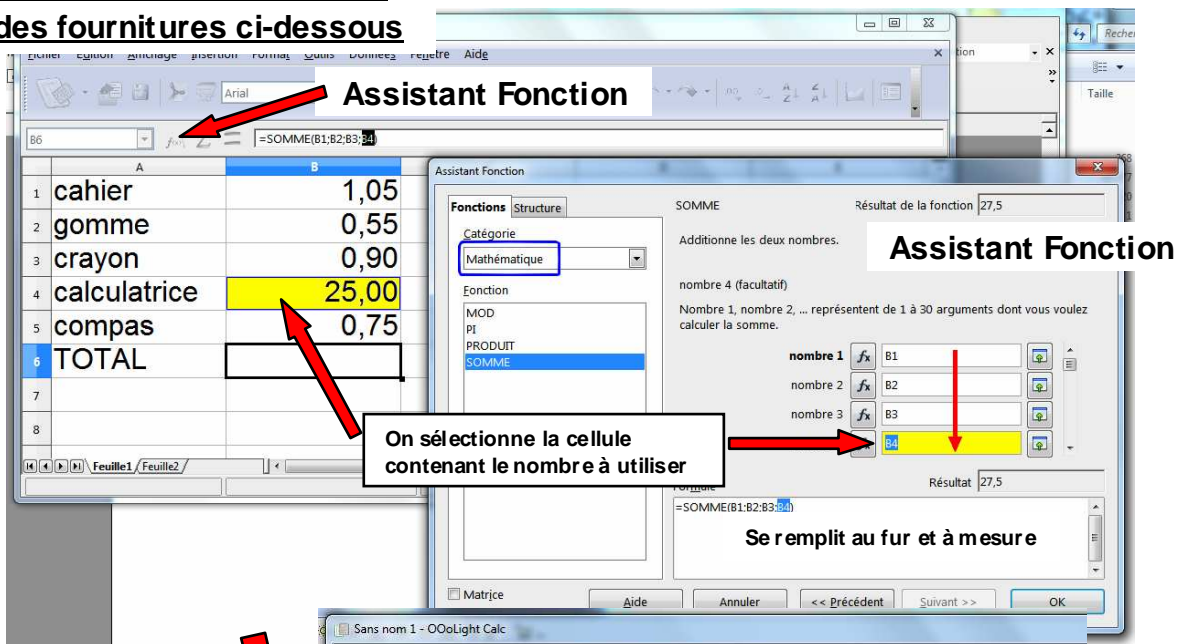 des fournitures ci-dessous
Fichier Edition Affichage Insertion Format Outils Données Fenêtre Aide
tion
Recher
Taille
Arial
Assistant Fonction
B6
=SOMME(B1;B2;B3;B4)
A B
1 cahier 1,05
2 gomme 0,55
3 crayon 0,90
4 calculatrice 25,00
5 compas 0,75
6 TOTAL
7
8
Feuille1 Feuille2
Assistant Fonction
Fonctions Structure
Catégorie
Mathématique
Fonction
MOD
PI
PRODUIT
SOMME
SOMME
Résultat de la fonction 27,5
Additionne les deux nombres.
Assistant Fonction
nombre 4 (facultatif)
Nombre 1, nombre 2, ... représentent de 1 à 30 arguments dont vous voulez
calculer la somme.
nombre 1 fx B1
nombre 2 fx B2
nombre 3 fx B3
B4
On sélectionne la cellule
contenant le nombre à utiliser
Formule
Résultat 27,5
=SOMME(B1;B2;B3;B4)
Se remplit au fur et à mesure
Matrice
Aide
Annuler
<< Précédent
Suivant >>
OK
Sans nom 1 - OOoLight Calc